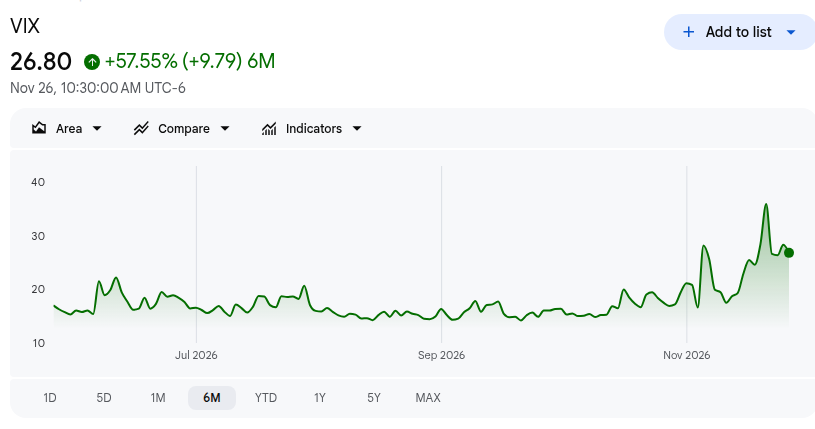 VIX
Add to list
26.80 +57.55% (+9.79) 6M
Nov 26, 10:30:00 AM UTC-6
Area Compare Indicators
40
30
20
10
Jul 2026 Sep 2026 Nov 2026
1D 5D 1M 6M YTD 1Y 5Y MAX